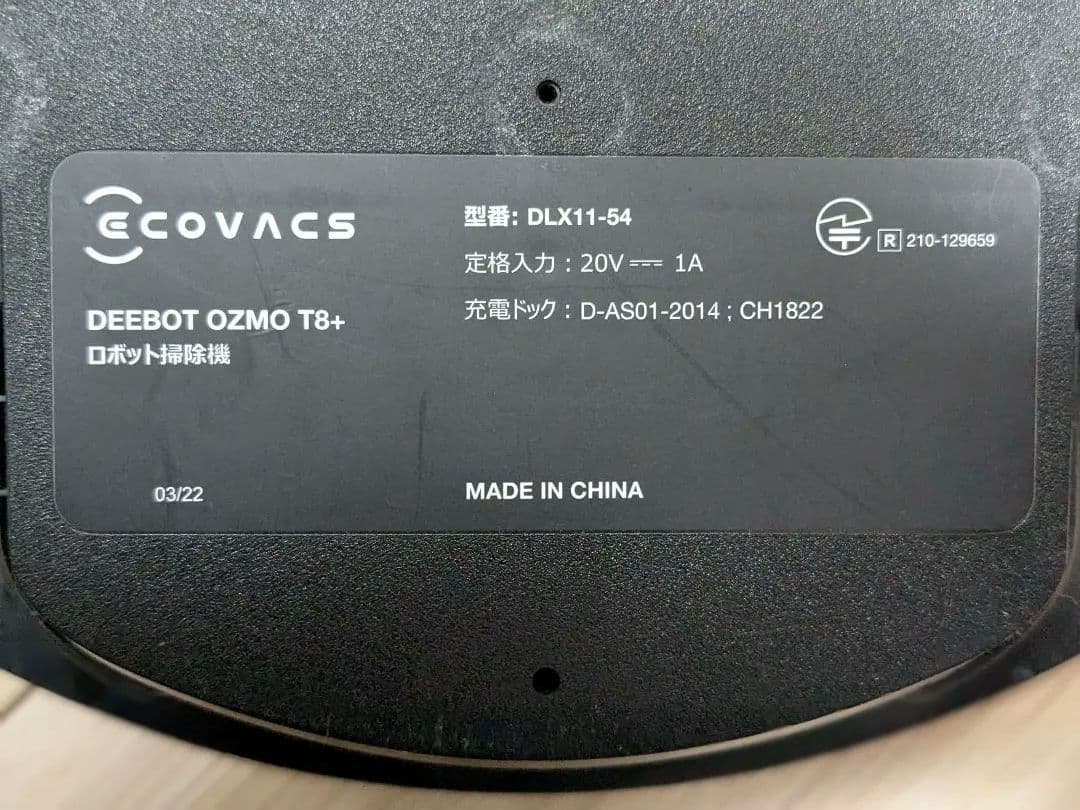 ECOVACS
DEEBOT OZMO T8+
ロボット掃除機
03/22
型番: DLX11-54
定格入力 : 20V ⎓ 1A
充電ドック : D-AS01-2014 ; CH1822
MADE IN CHINA
R 210-129659